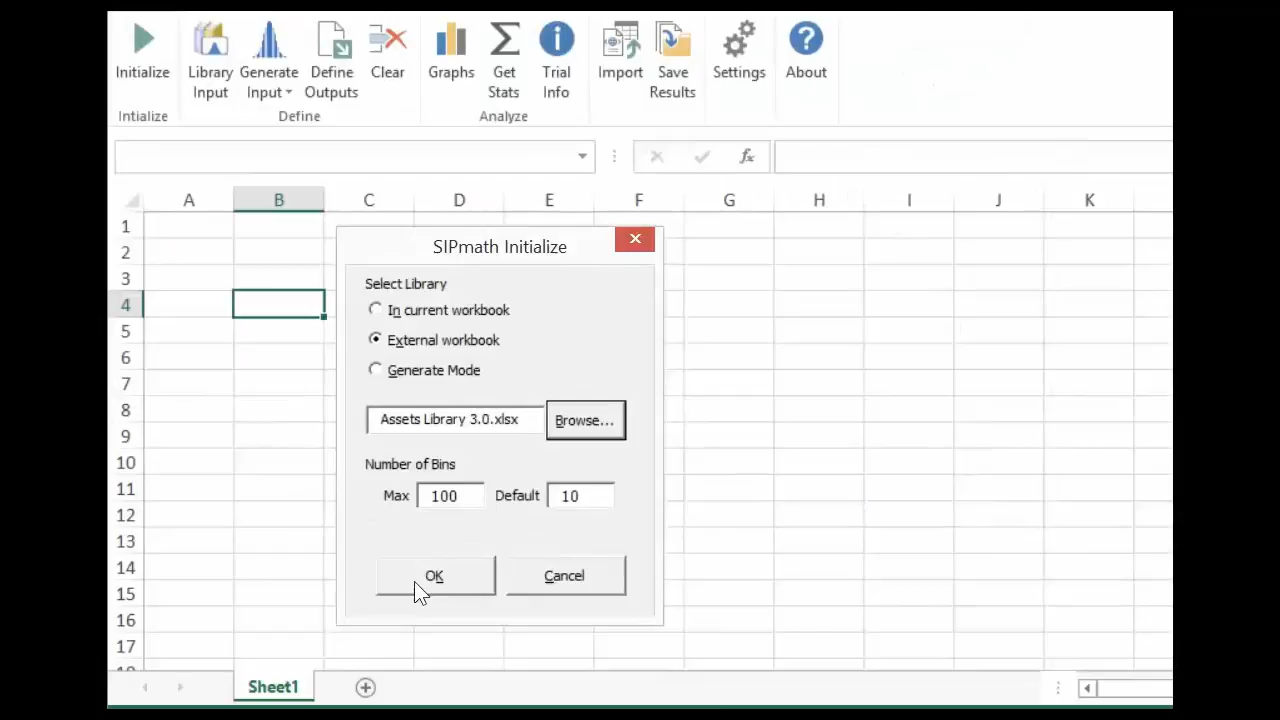 Initialize
Library Input
Generate Input
Define Outputs
Clear
Graphs
Get Stats
Trial Info
Import
Save Results
Settings
About
Intialize
Define
Analyze
fx
A B C D E F G H I J K
1
2
3
4
5
6
7
8
9
10
11
12
13
14
15
16
17
SIPmath Initialize
Select Library
In current workbook
External workbook
Generate Mode
Assets Library 3.0.xlsx
Browse...
Number of Bins
Max 100 Default 10
OK Cancel
Sheet1